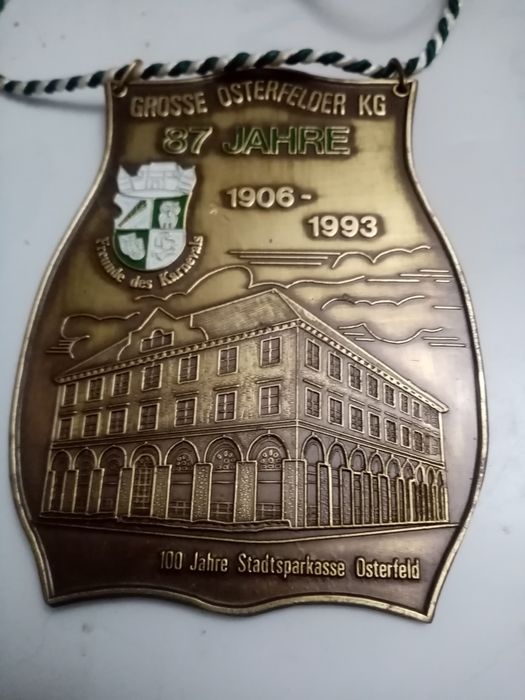 GROSSE OSTERFELDER KG
87 JAHRE
1906-
1993
Freunde des Karnevals
100 Jahre Stadtsparkasse Osterfeld